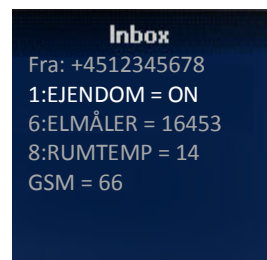 Inbox
Fra: +4512345678
1:EJENDOM = ON
6:ELMÅLER = 16453
8:RUMTEMP = 14
GSM = 66